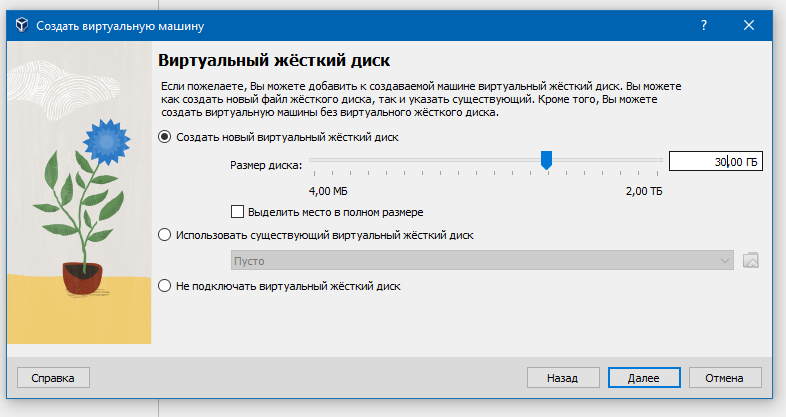 Создать виртуальную машину
?
Виртуальный жёсткий диск
Если пожелаете, Вы можете добавить к создаваемой машине виртуальный жёсткий диск. Вы можете
как создать новый файл жёсткого диска, так и указать существующий. Кроме того, Вы можете
создать виртуальную машины без виртуального жёсткого диска.
Создать новый виртуальный жёсткий диск
Размер диска:
30,00 ГБ
4,00 МБ
2,00 ТБ
Выделить место в полном размере
Использовать существующий виртуальный жёсткий диск
Пусто
Не подключать виртуальный жёсткий диск
Справка
Назад
Далее
Отмена